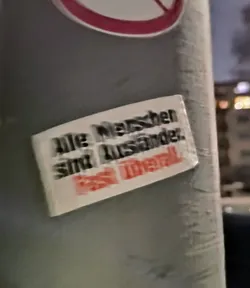 Alle Menschen
sind Ausländer.
Fast überall.